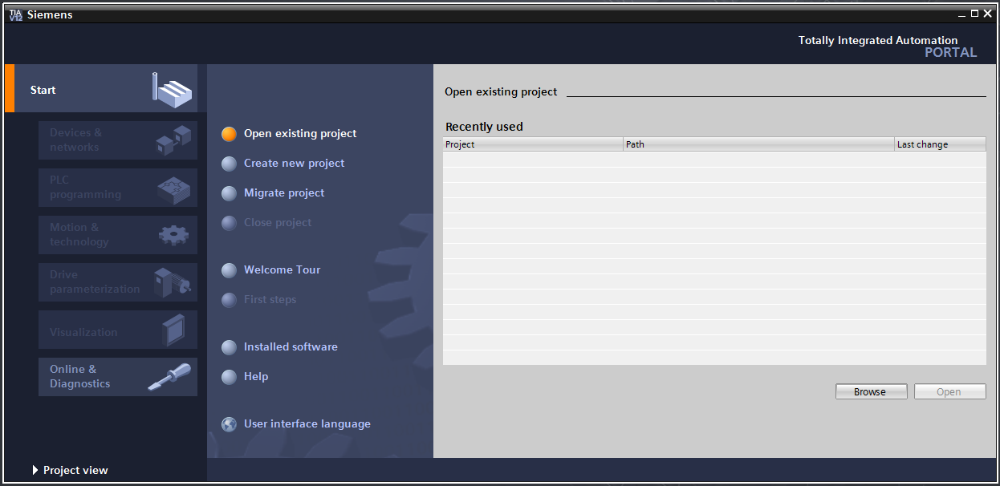 TIA
V12 Siemens
Totally Integrated Automation
PORTAL
Start
Devices &
networks
PLC
programming
Motion &
technology
Drive
parameterization
Visualization
Online &
Diagnostics
Project view
Open existing project
Create new project
Migrate project
Close project
Welcome Tour
First steps
Installed software
Help
User interface language
Open existing project
Recently used
Project Path Last change
Browse Open